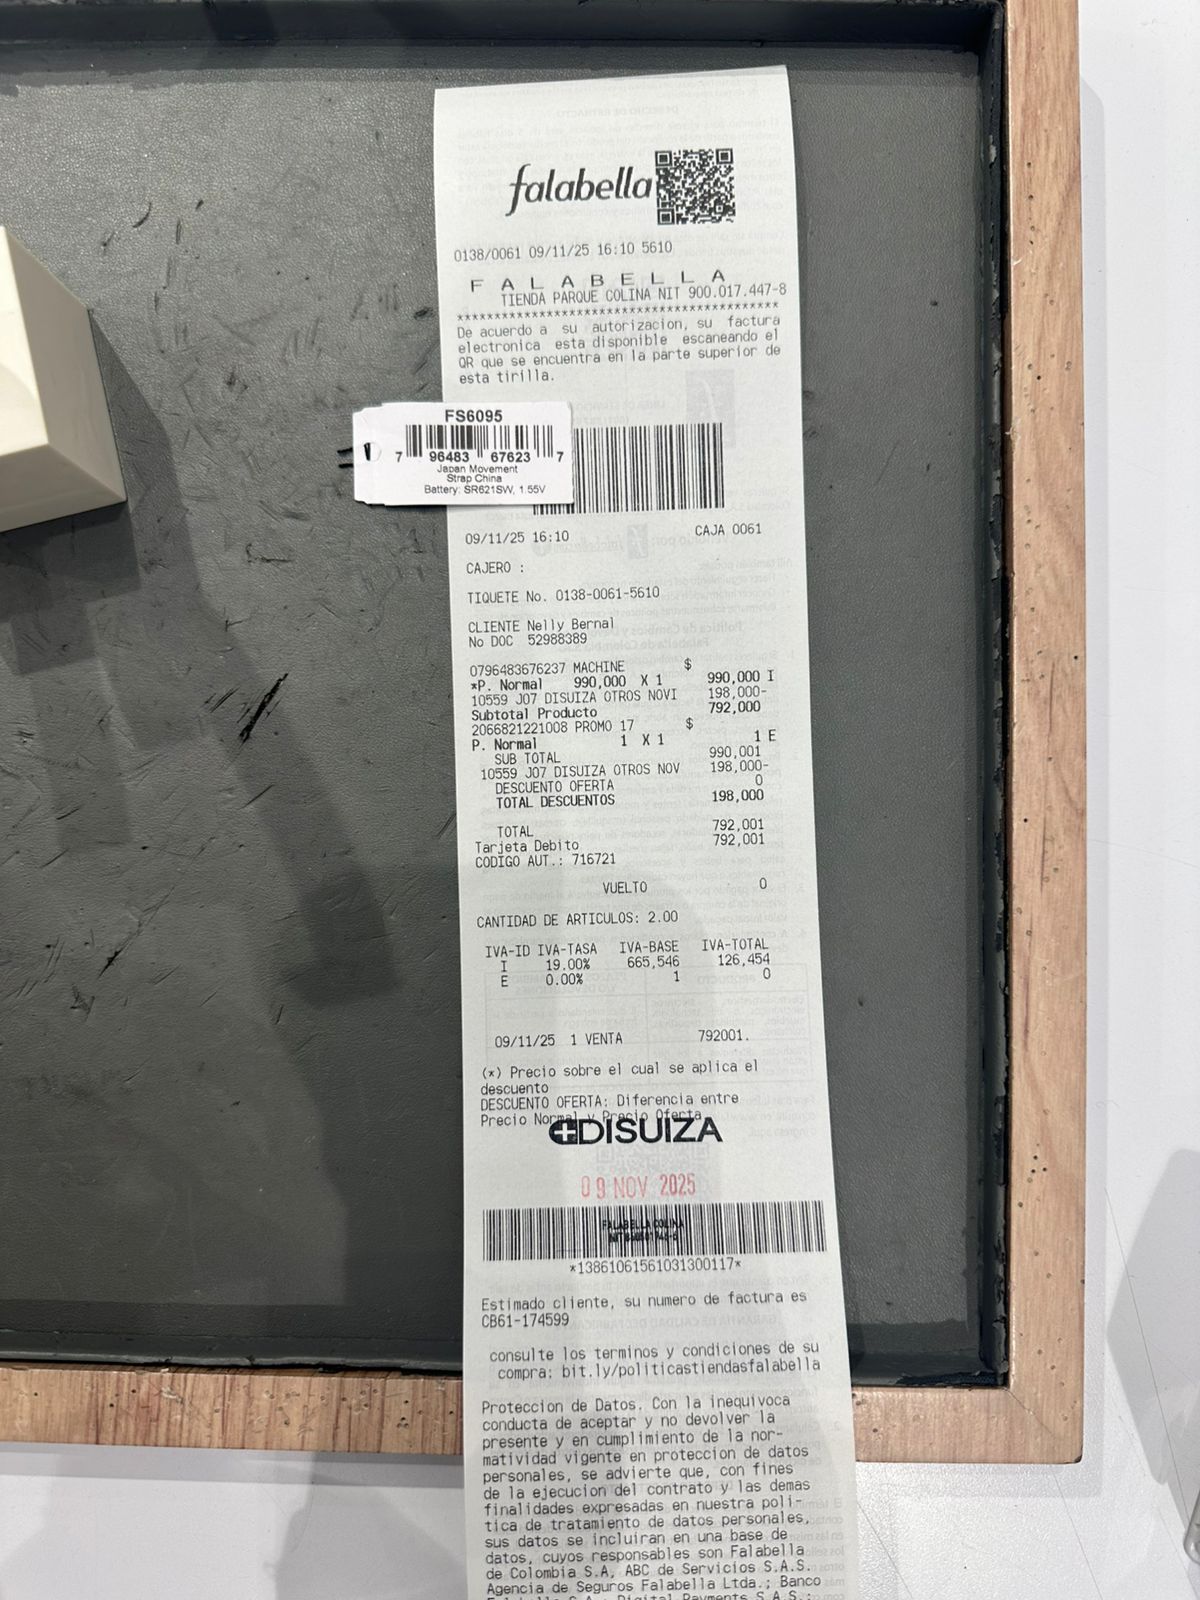 falabella
0138/0061 09/11/25 16:10 5610
F A L A B E L L A
TIENDA PARQUE COLINA NIT 900.017.447-8
******************************************
De acuerdo a su autorizacion, su factura
electronica esta disponible escaneando el
QR que se encuentra en la parte superior de
esta tirilla.
FS6095
7 96483 67623 7
Japan Movement
Strap China
Battery: SR621SW, 1.55V
09/11/25 16:10 CAJA 0061
CAJERO :
TIQUETE No. 0138-0061-5610
CLIENTE Nelly Bernal
No DOC 52988389
0796483676237 MACHINE $
*P. Normal 990,000 X 1 990,000 I
10559 J07 DISUIZA OTROS NOVI 198,000-
Subtotal Producto 792,000
2066821221008 PROMO 17 $
P. Normal 1 X 1 1 E
SUB TOTAL 990,001
10559 J07 DISUIZA OTROS NOV 198,000-
DESCUENTO OFERTA 0
TOTAL DESCUENTOS 198,000
TOTAL 792,001
Tarjeta Debito 792,001
CODIGO AUT.: 716721
VUELTO 0
CANTIDAD DE ARTICULOS: 2.00
IVA-ID IVA-TASA IVA-BASE IVA-TOTAL
I 19.00% 665,546 126,454
E 0.00% 1 0
09/11/25 1 VENTA 792001.
(*) Precio sobre el cual se aplica el
descuento
DESCUENTO OFERTA: Diferencia entre
Precio Normal y Precio Oferta
DISUIZA
09 NOV 2025
FALABELLA COLINA
*13861061561031300117*
Estimado cliente, su numero de factura es
CB61-174599
consulte los terminos y condiciones de su
compra: bit.ly/politicastiendasfalabella
Proteccion de Datos. Con la inequivoca
conducta de aceptar y no devolver la
presente y en cumplimiento de la nor-
matividad vigente en proteccion de datos
personales, se advierte que, con fines
de la ejecucion del contrato y las demas
finalidades expresadas en nuestra poli-
tica de tratamiento de datos personales,
sus datos se incluiran en una base de
datos, cuyos responsables son Falabella
de Colombia S.A, ABC de Servicios S.A.S.
Agencia de Seguros Falabella Ltda.; Banco
Falabella S.A.; Digital Payments S.A.S.;